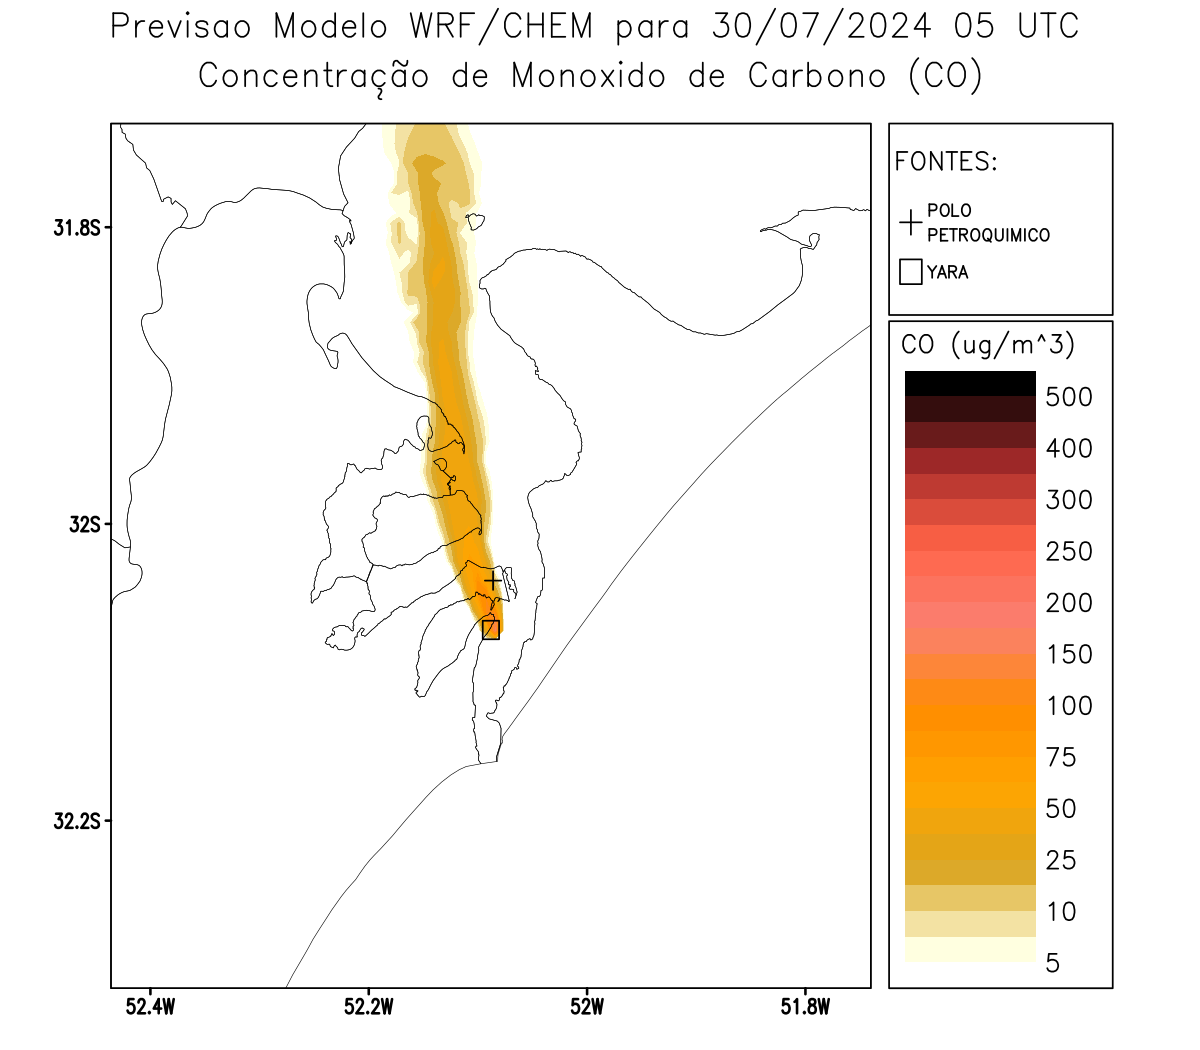 Previsao Modelo WRF/CHEM para 30/07/2024 05 UTC
Concentração de Monoxido de Carbono (CO)
FONTES:
POLO
PETROQUIMICO
YARA
31.8S
32S
32.2S
52.4W
52.2W
52W
51.8W
CO (ug/m^3)
500
400
300
250
200
150
100
75
50
25
10
5